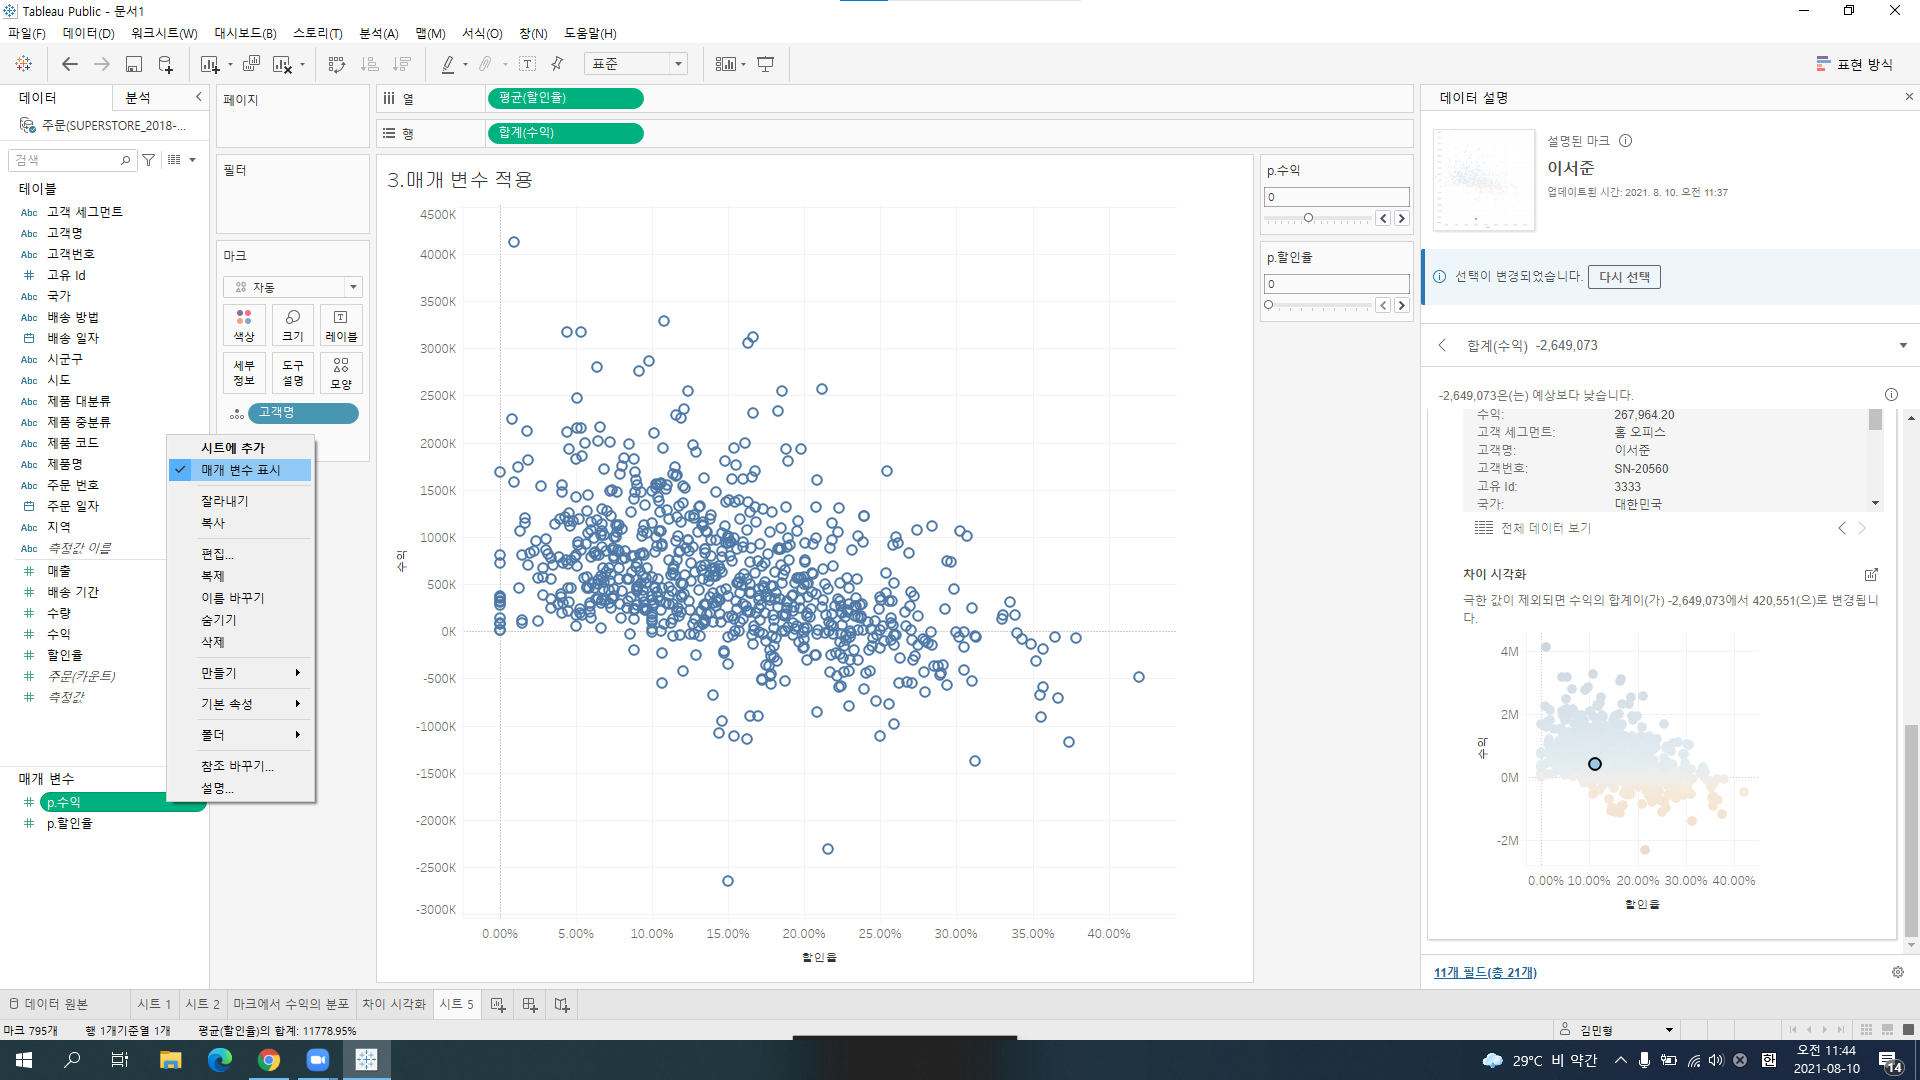 Tableau Public - 문서1
파일(F) 데이터(D) 워크시트(W) 대시보드(B) 스토리(T) 분석(A) 맵(M) 서식(O) 창(N) 도움말(H)
표준
표현 방식
데이터 분석
주문(SUPERSTORE_2018-...
검색
테이블
Abc 고객 세그먼트
Abc 고객명
Abc 고객번호
# 고유 Id
Abc 국가
Abc 배송 방법
배송 일자
Abc 시군구
Abc 시도
Abc 제품 대분류
Abc 제품 중분류
Abc 제품 코드
Abc 제품명
Abc 주문 번호
주문 일자
Abc 지역
Abc 측정값 이름
# 매출
# 배송 기간
# 수량
# 수익
# 할인율
# 주문(카운트)
# 측정값
매개 변수
# p.수익
# p.할인율
시트에 추가
매개 변수 표시
잘라내기
복사
편집...
복제
이름 바꾸기
숨기기
삭제
만들기
기본 속성
폴더
참조 바꾸기...
설명...
페이지
필터
마크
자동
색상 크기 레이블
세부 정보 도구 설명 모양
고객명
열 평균(할인율)
행 합계(수익)
3.매개 변수 적용
4500K
4000K
3500K
3000K
2500K
2000K
1500K
1000K
500K
0K
-500K
-1000K
-1500K
-2000K
-2500K
-3000K
수익
0.00% 5.00% 10.00% 15.00% 20.00% 25.00% 30.00% 35.00% 40.00%
할인율
p.수익
0
p.할인율
0
데이터 설명
설명된 마크
이서준
업데이트된 시간: 2021. 8. 10. 오전 11:37
선택이 변경되었습니다. 다시 선택
합계(수익) -2,649,073
-2,649,073은(는) 예상보다 낮습니다.
수익: 267,964.20
고객 세그먼트: 홈 오피스
고객명: 이서준
고객번호: SN-20560
고유 Id: 3333
국가: 대한민국
전체 데이터 보기
차이 시각화
극한 값이 제외되면 수익의 합계이(가) -2,649,073에서 420,551(으)로 변경됩니
다.
4M
2M
0M
-2M
수익
0.00% 10.00% 20.00% 30.00% 40.00%
할인율
11개 필드(총 21개)
데이터 원본 시트 1 시트 2 마크에서 수익의 분포 차이 시각화 시트 5
마크 795개 행 1개기준열 1개 평균(할인율)의 합계: 11778.95%
김민형
29°C 비 약간
한
오전 11:44
2021-08-10
14